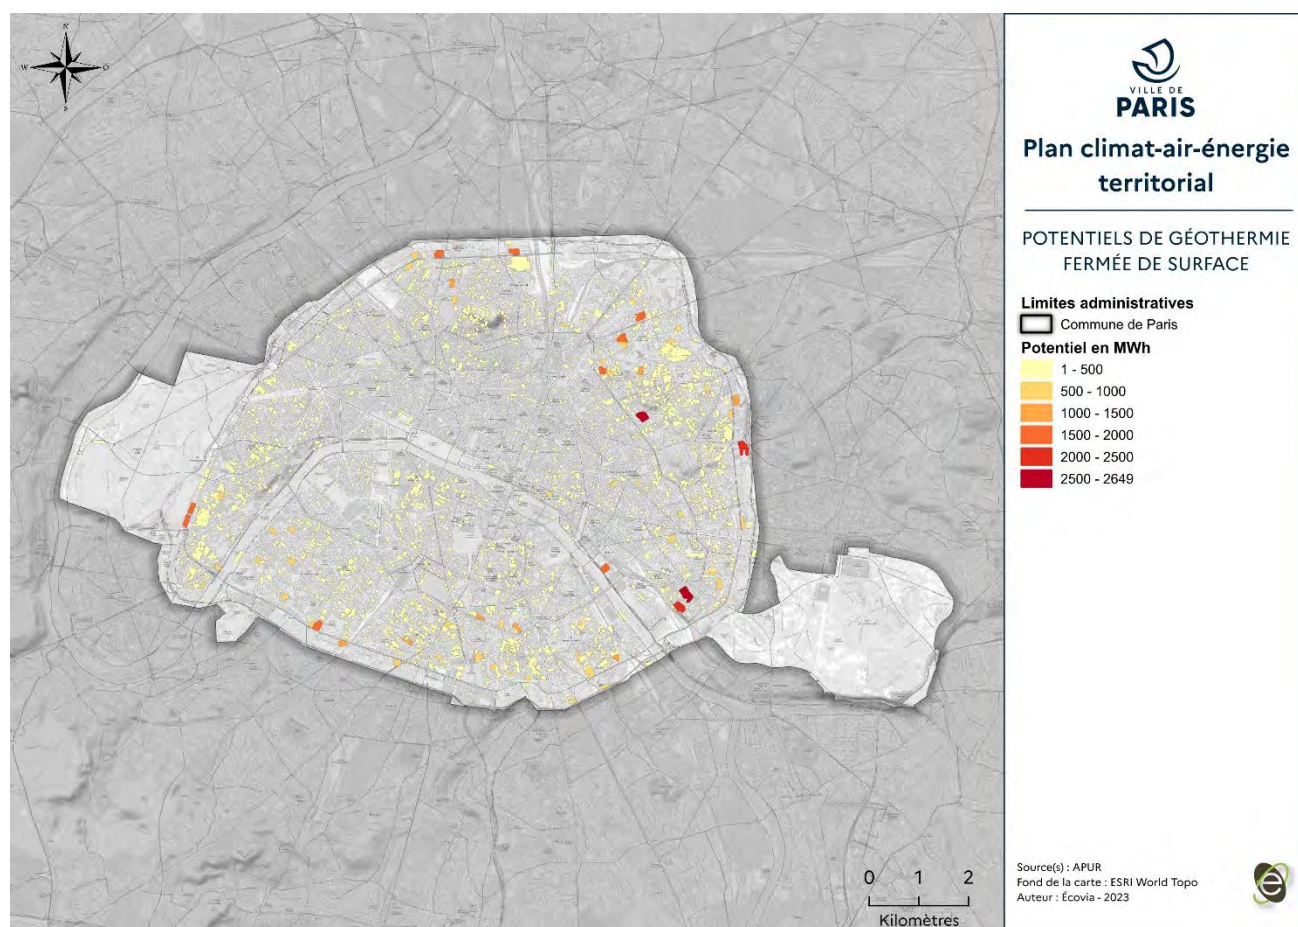 N
W
O
S
VILLE DE
PARIS
Plan climat-air-énergie
territorial
POTENTIELS DE GÉOTHERMIE
FERMÉE DE SURFACE
Limites administratives
Commune de Paris
Potentiel en MWh
1 - 500
500 - 1000
1000 - 1500
1500 - 2000
2000 - 2500
2500 - 2649
0 1 2
Kilomètres
Source(s) : APUR
Fond de la carte : ESRI World Topo
Auteur : Écovia - 2023